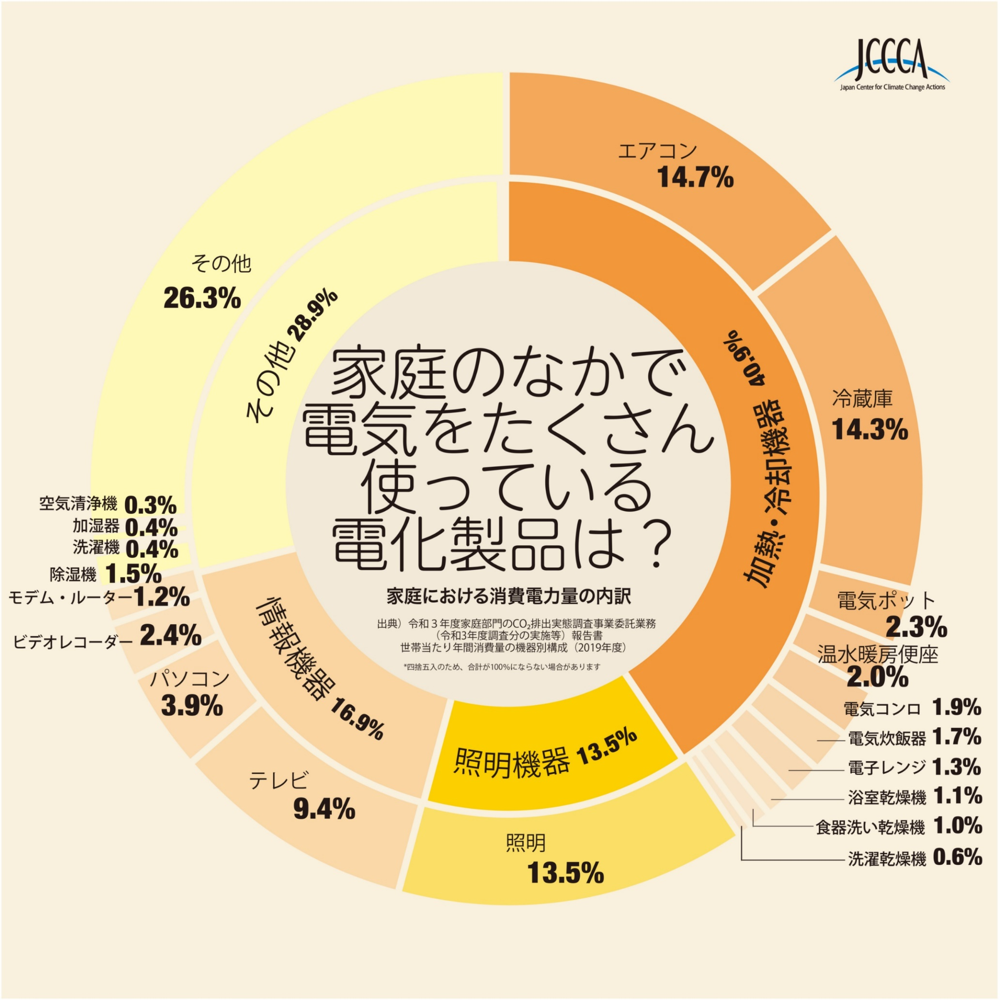 JCCCA
Japan Center for Climate Change Actions
家庭のなかで
電気をたくさん
使っている
電化製品は？
家庭における消費電力量の内訳
出典）令和３年度家庭部門のCO₂排出実態調査事業委託業務
（令和3年度調査分の実施等）報告書
世帯当たり年間消費量の機器別構成（2019年度）
*四捨五入のため、合計が100%にならない場合があります
加熱・冷却機器 40.9%
エアコン
14.7%
冷蔵庫
14.3%
電気ポット
2.3%
温水暖房便座
2.0%
電気コンロ 1.9%
電気炊飯器 1.7%
電子レンジ 1.3%
浴室乾燥機 1.1%
食器洗い乾燥機 1.0%
洗濯乾燥機 0.6%
照明機器 13.5%
照明
13.5%
情報機器 16.9%
テレビ
9.4%
パソコン
3.9%
ビデオレコーダー 2.4%
モデム・ルーター 1.2%
その他 28.9%
除湿機 1.5%
洗濯機 0.4%
加湿器 0.4%
空気清浄機 0.3%
その他
26.3%